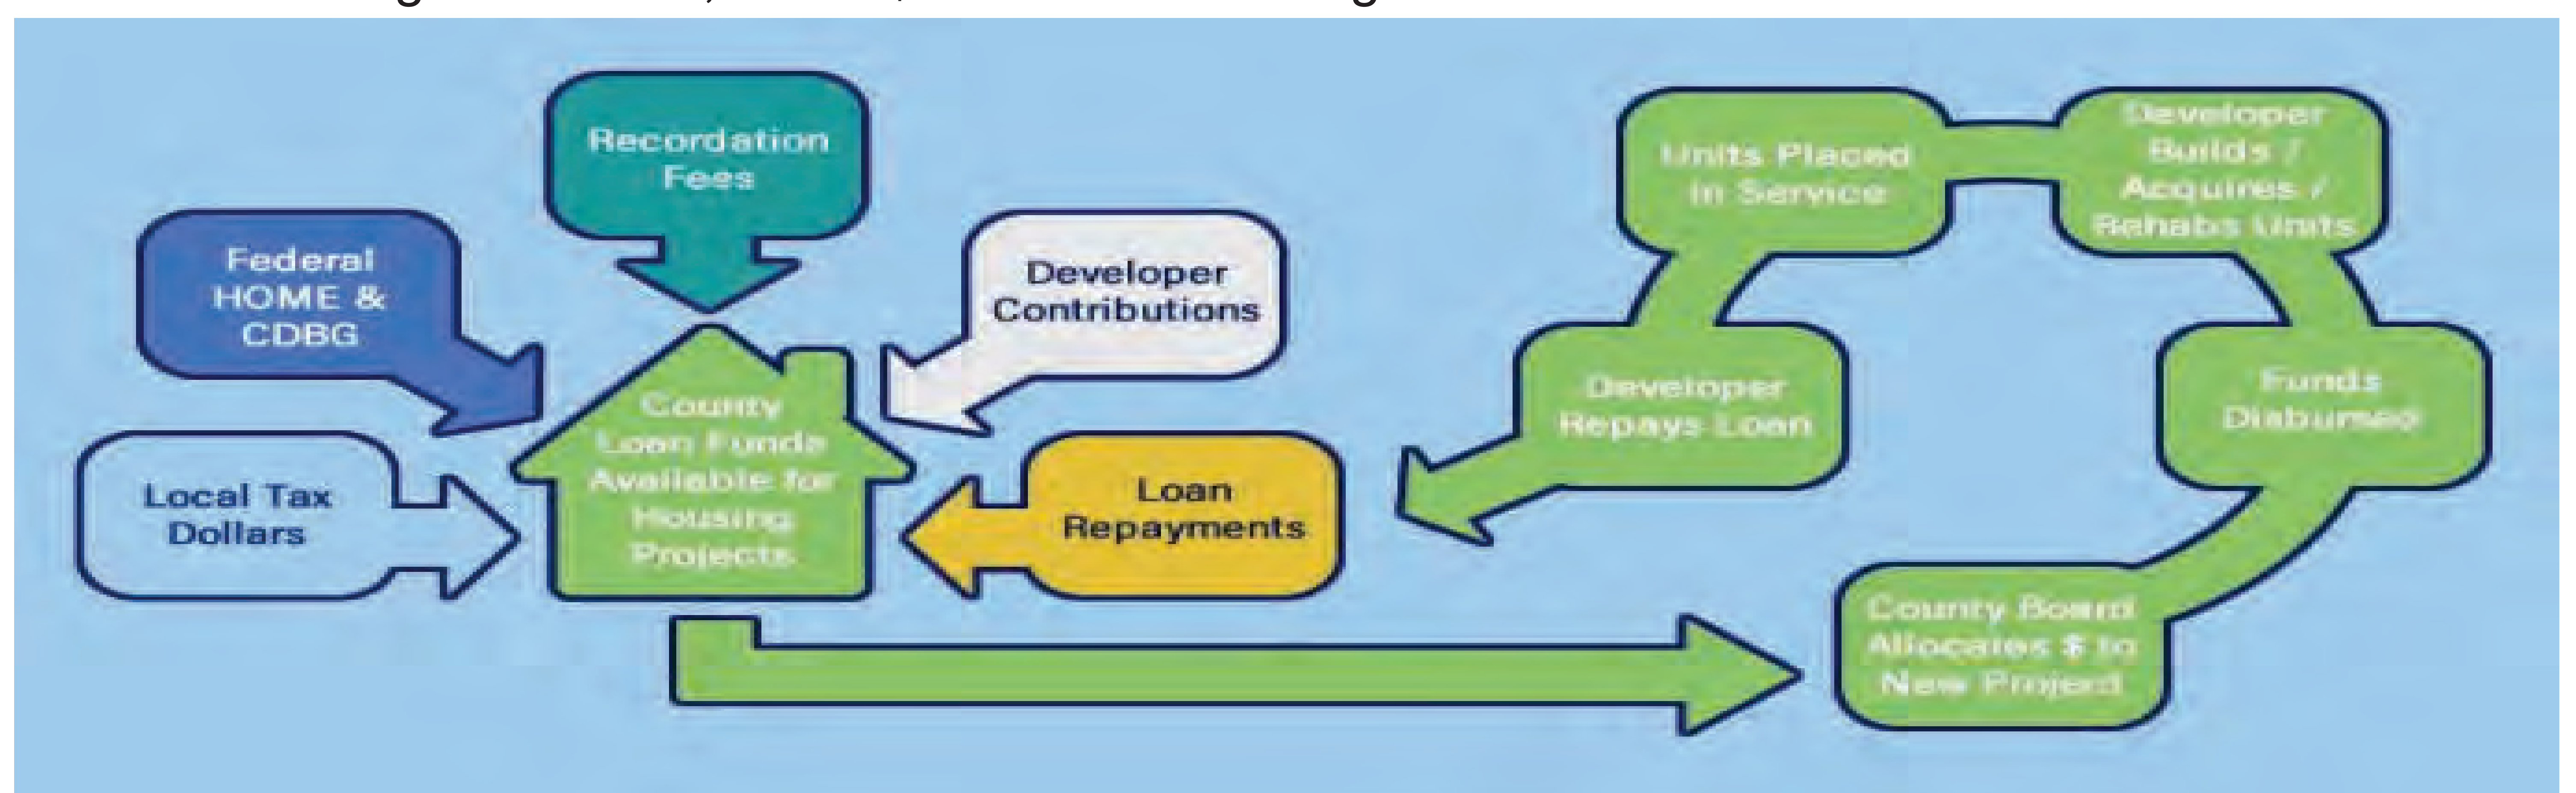 Recordation
Fees
Federal
HOME &
CDBG
Developer
Contributions
Local Tax
Dollars
County
Loan Funds
Available for
Housing
Projects
Loan
Repayments
Units Placed
in Service
Developer
Builds /
Acquires /
Rehabs Units
Developer
Repays Loan
Funds
Disbursed
County Board
Allocates $ to
New Project